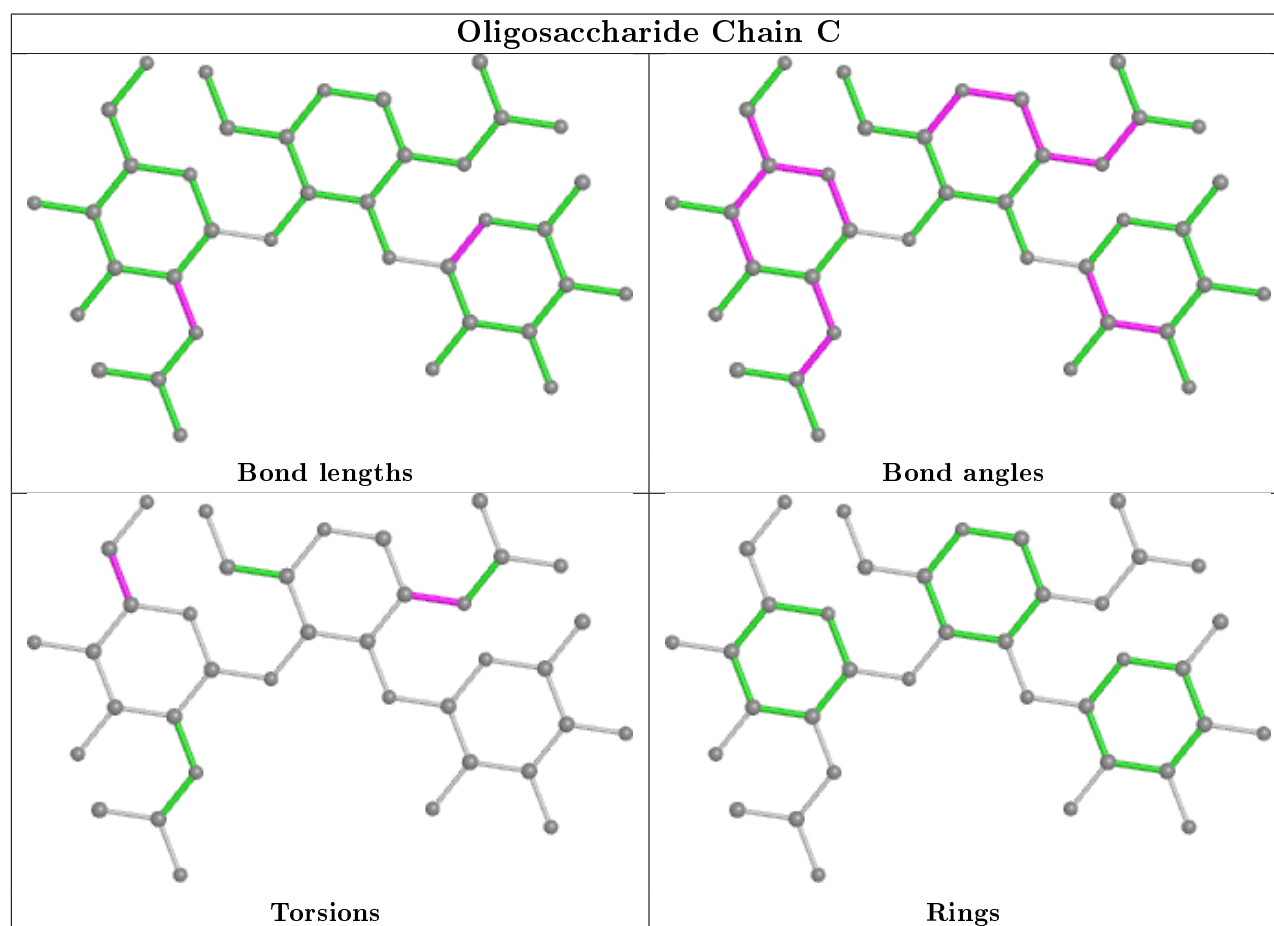 Oligosaccharide Chain C
Bond lengths
Bond angles
Torsions
Rings